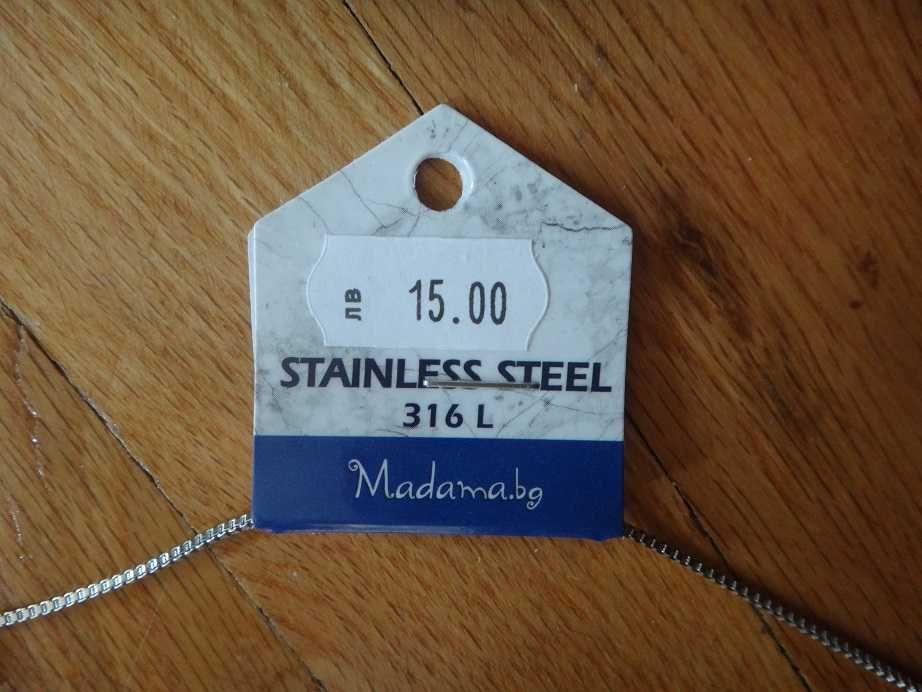 лв 15.00
STAINLESS STEEL
316 L
Madama.bg